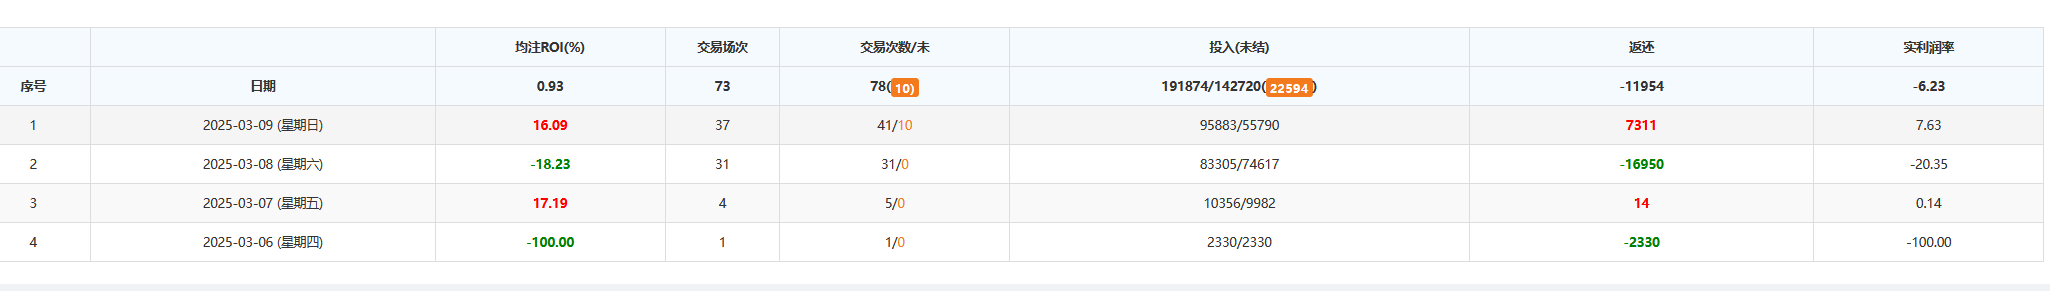 均注ROI(%) 交易场次 交易次数/未 投入(未结) 返还 实利润率
序号 日期 0.93 73 78(10) 191874/142720(22594) -11954 -6.23
1 2025-03-09 (星期日) 16.09 37 41/10 95883/55790 7311 7.63
2 2025-03-08 (星期六) -18.23 31 31/0 83305/74617 -16950 -20.35
3 2025-03-07 (星期五) 17.19 4 5/0 10356/9982 14 0.14
4 2025-03-06 (星期四) -100.00 1 1/0 2330/2330 -2330 -100.00